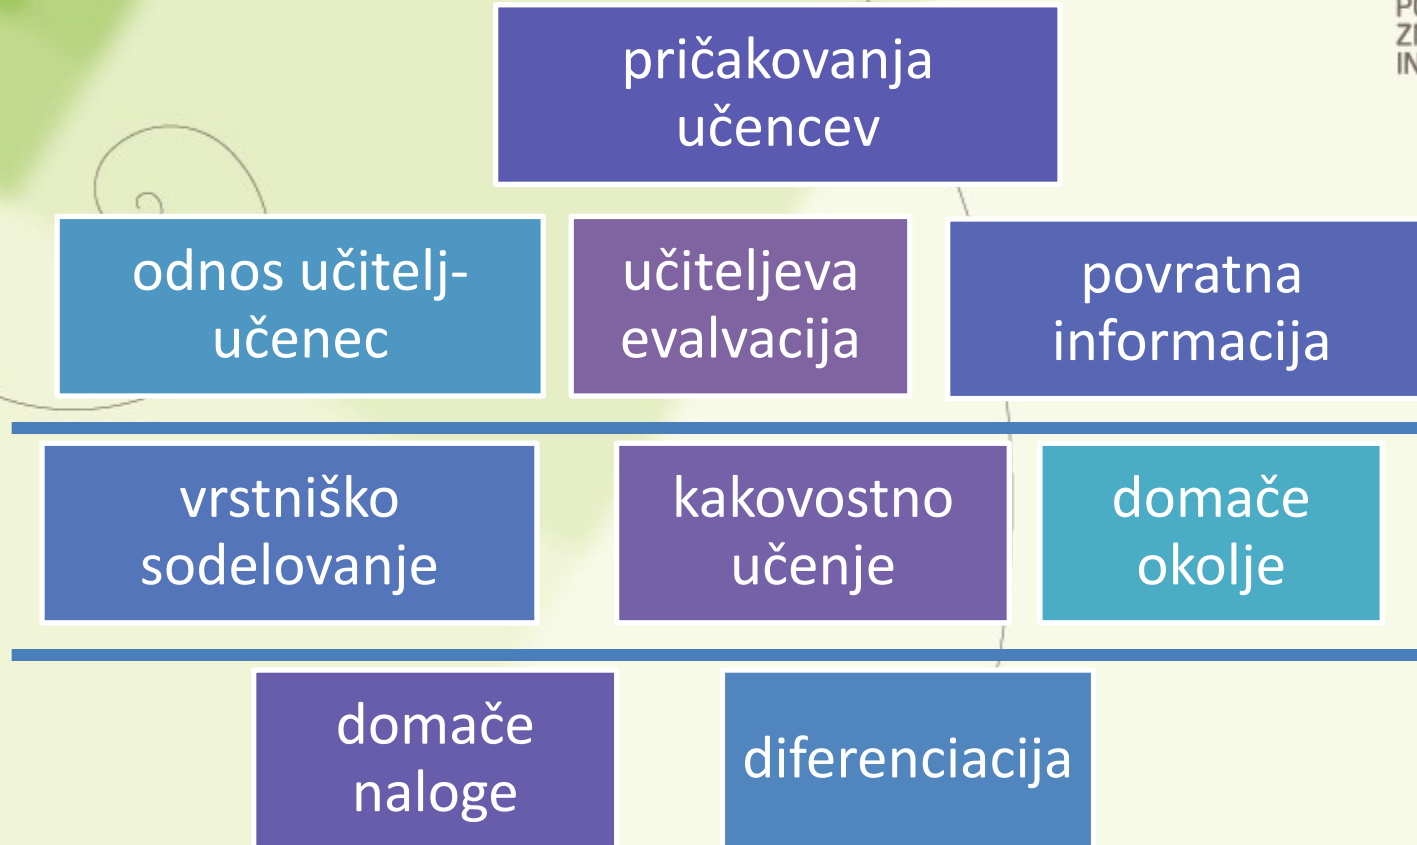 pričakovanja
učencev
odnos učitelj-
učenec
učiteljeva
evalvacija
povratna
informacija
vrstniško
sodelovanje
kakovostno
učenje
domače
okolje
domače
naloge
diferenciacija